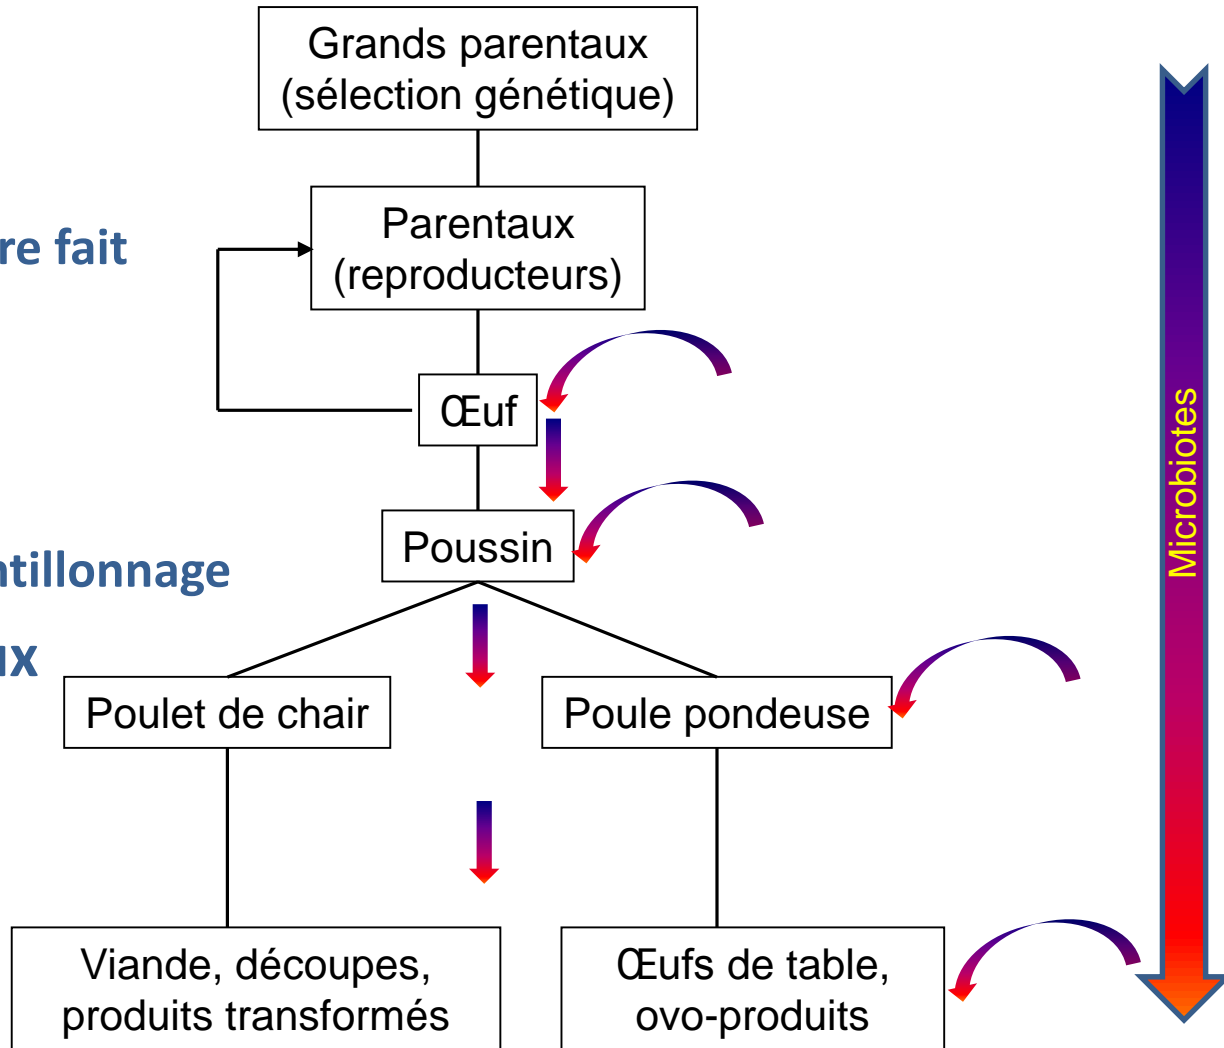 Grands parentaux
(sélection génétique)
Parentaux
(reproducteurs)
re fait
Œuf
Poussin
ntillonnage
ux
Poulet de chair
Poule pondeuse
Viande, découpes,
produits transformés
Œufs de table,
ovo-produits
Microbiotes